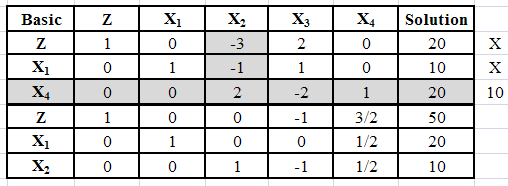 Basic Z X₁ X₂ X₃ X₄ Solution
Z 1 0 -3 2 0 20 X
X₁ 0 1 -1 1 0 10 X
X₄ 0 0 2 -2 1 20 10
Z 1 0 0 -1 3/2 50
X₁ 0 1 0 0 1/2 20
X₂ 0 0 1 -1 1/2 10